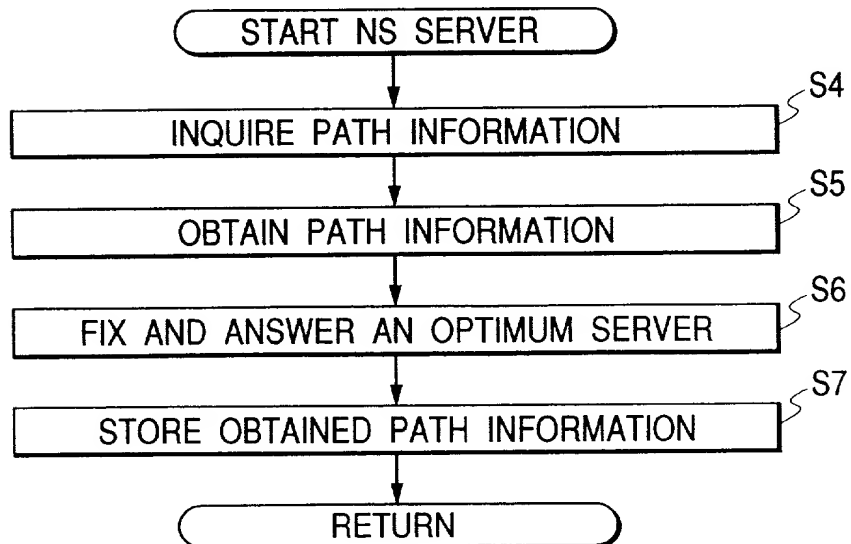 START NS SERVER
S4
INQUIRE PATH INFORMATION
S5
OBTAIN PATH INFORMATION
S6
FIX AND ANSWER AN OPTIMUM SERVER
S7
STORE OBTAINED PATH INFORMATION
RETURN